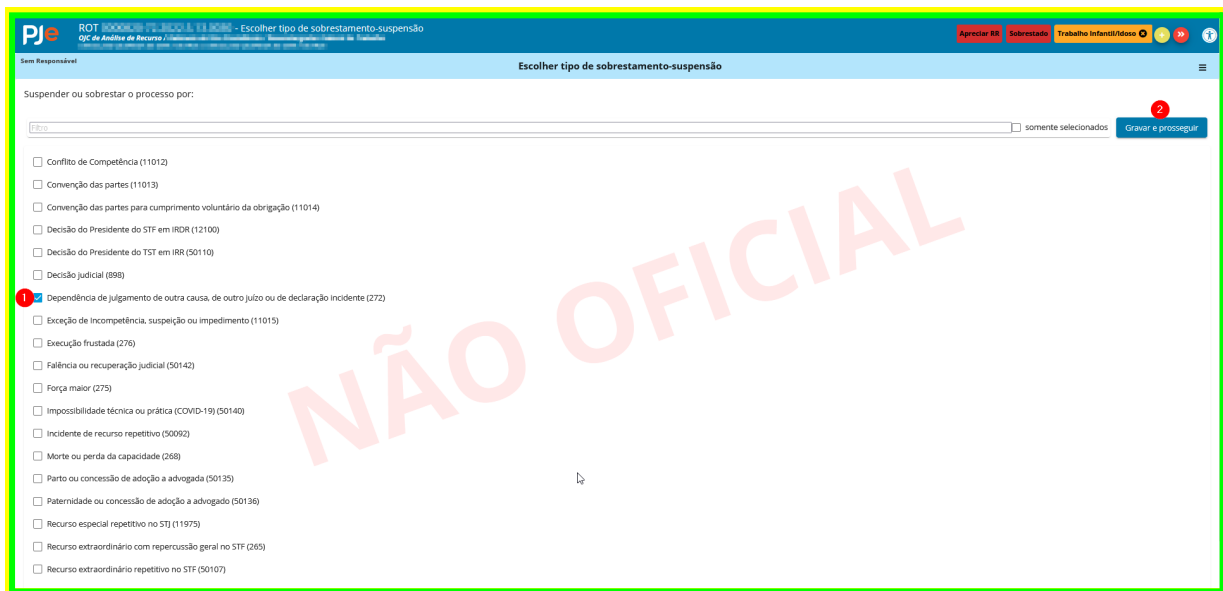 PJe
ROT - Escolher tipo de sobrestamento-suspensão
OJC de Análise de Recurso /
Apreciar RR Sobrestado Trabalho Infantil/Idoso
Sem Responsável
Escolher tipo de sobrestamento-suspensão
Suspender ou sobrestar o processo por:
2
Filtro
somente selecionados
Gravar e prosseguir
Conflito de Competência (11012)
Convenção das partes (11013)
Convenção das partes para cumprimento voluntário da obrigação (11014)
Decisão do Presidente do STF em IRDR (12100)
Decisão do Presidente do TST em IRR (50110)
Decisão judicial (898)
1 Dependência de julgamento de outra causa, de outro juízo ou de declaração incidente (272)
Exceção de Incompetência, suspeição ou impedimento (11015)
Execução frustada (276)
Falência ou recuperação judicial (50142)
Força maior (275)
Impossibilidade técnica ou prática (COVID-19) (50140)
Incidente de recurso repetitivo (50092)
Morte ou perda da capacidade (268)
Parto ou concessão de adoção a advogada (50135)
Paternidade ou concessão de adoção a advogado (50136)
Recurso especial repetitivo no STJ (11975)
Recurso extraordinário com repercussão geral no STF (265)
Recurso extraordinário repetitivo no STF (50107)
NÃO OFICIAL